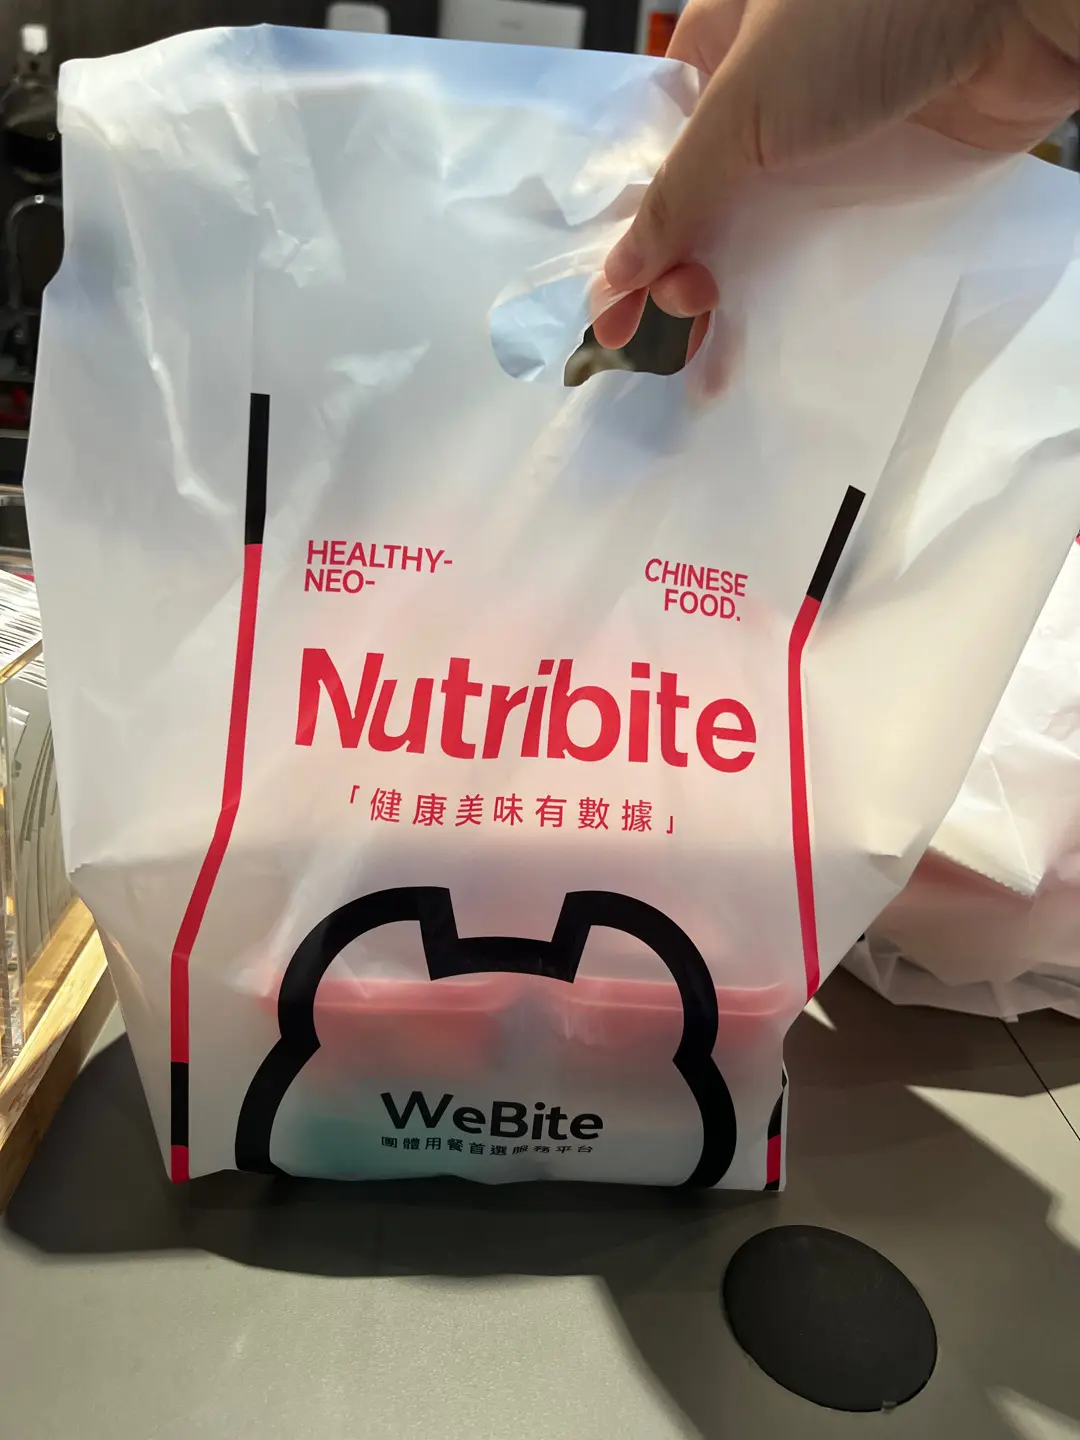 HEALTHY-
NEO-
CHINESE
FOOD.
Nutribite
「健康美味有數據」
WeBite
團體用餐首選服務平台